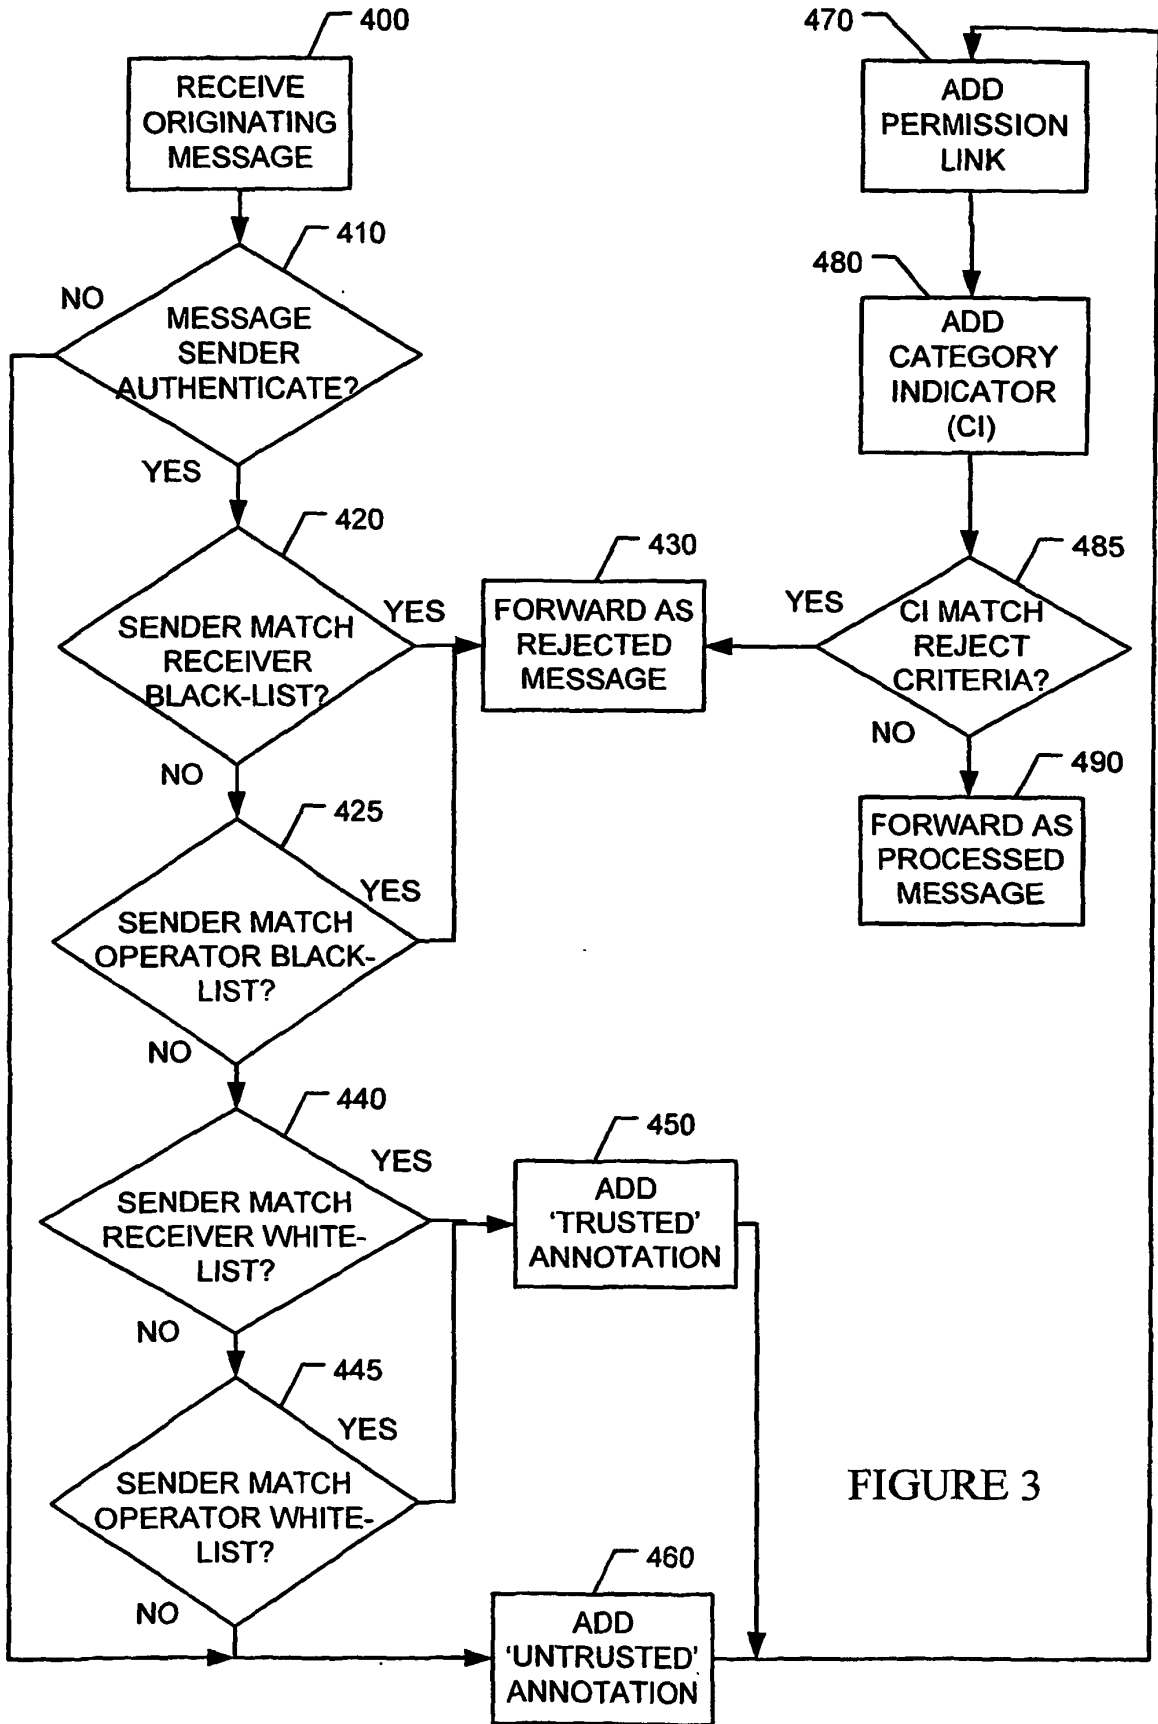 400
RECEIVE
ORIGINATING
MESSAGE
410
NO
MESSAGE
SENDER
AUTHENTICATE?
YES
420
SENDER MATCH
RECEIVER
BLACK-LIST?
YES
NO
430
FORWARD AS
REJECTED
MESSAGE
425
YES
SENDER MATCH
OPERATOR BLACK-
LIST?
NO
440
YES
SENDER MATCH
RECEIVER WHITE-
LIST?
NO
450
ADD
'TRUSTED'
ANNOTATION
445
YES
SENDER MATCH
OPERATOR WHITE-
LIST?
NO
460
ADD
'UNTRUSTED'
ANNOTATION
470
ADD
PERMISSION
LINK
480
ADD
CATEGORY
INDICATOR
(CI)
485
YES
CI MATCH
REJECT
CRITERIA?
NO
490
FORWARD AS
PROCESSED
MESSAGE
FIGURE 3